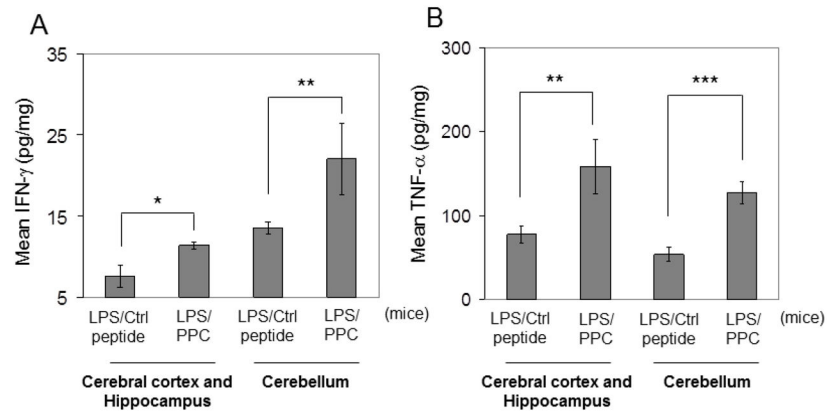 A
Mean IFN-γ (pg/mg)
35
25
15
5
*
**
LPS/Ctrl
peptide
LPS/
PPC
LPS/Ctrl
peptide
LPS/
PPC
(mice)
Cerebral cortex and
Hippocampus
Cerebellum
B
Mean TNF-α (pg/mg)
300
200
100
0
**
***
LPS/Ctrl
peptide
LPS/
PPC
LPS/Ctrl
peptide
LPS/
PPC
(mice)
Cerebral cortex and
Hippocampus
Cerebellum